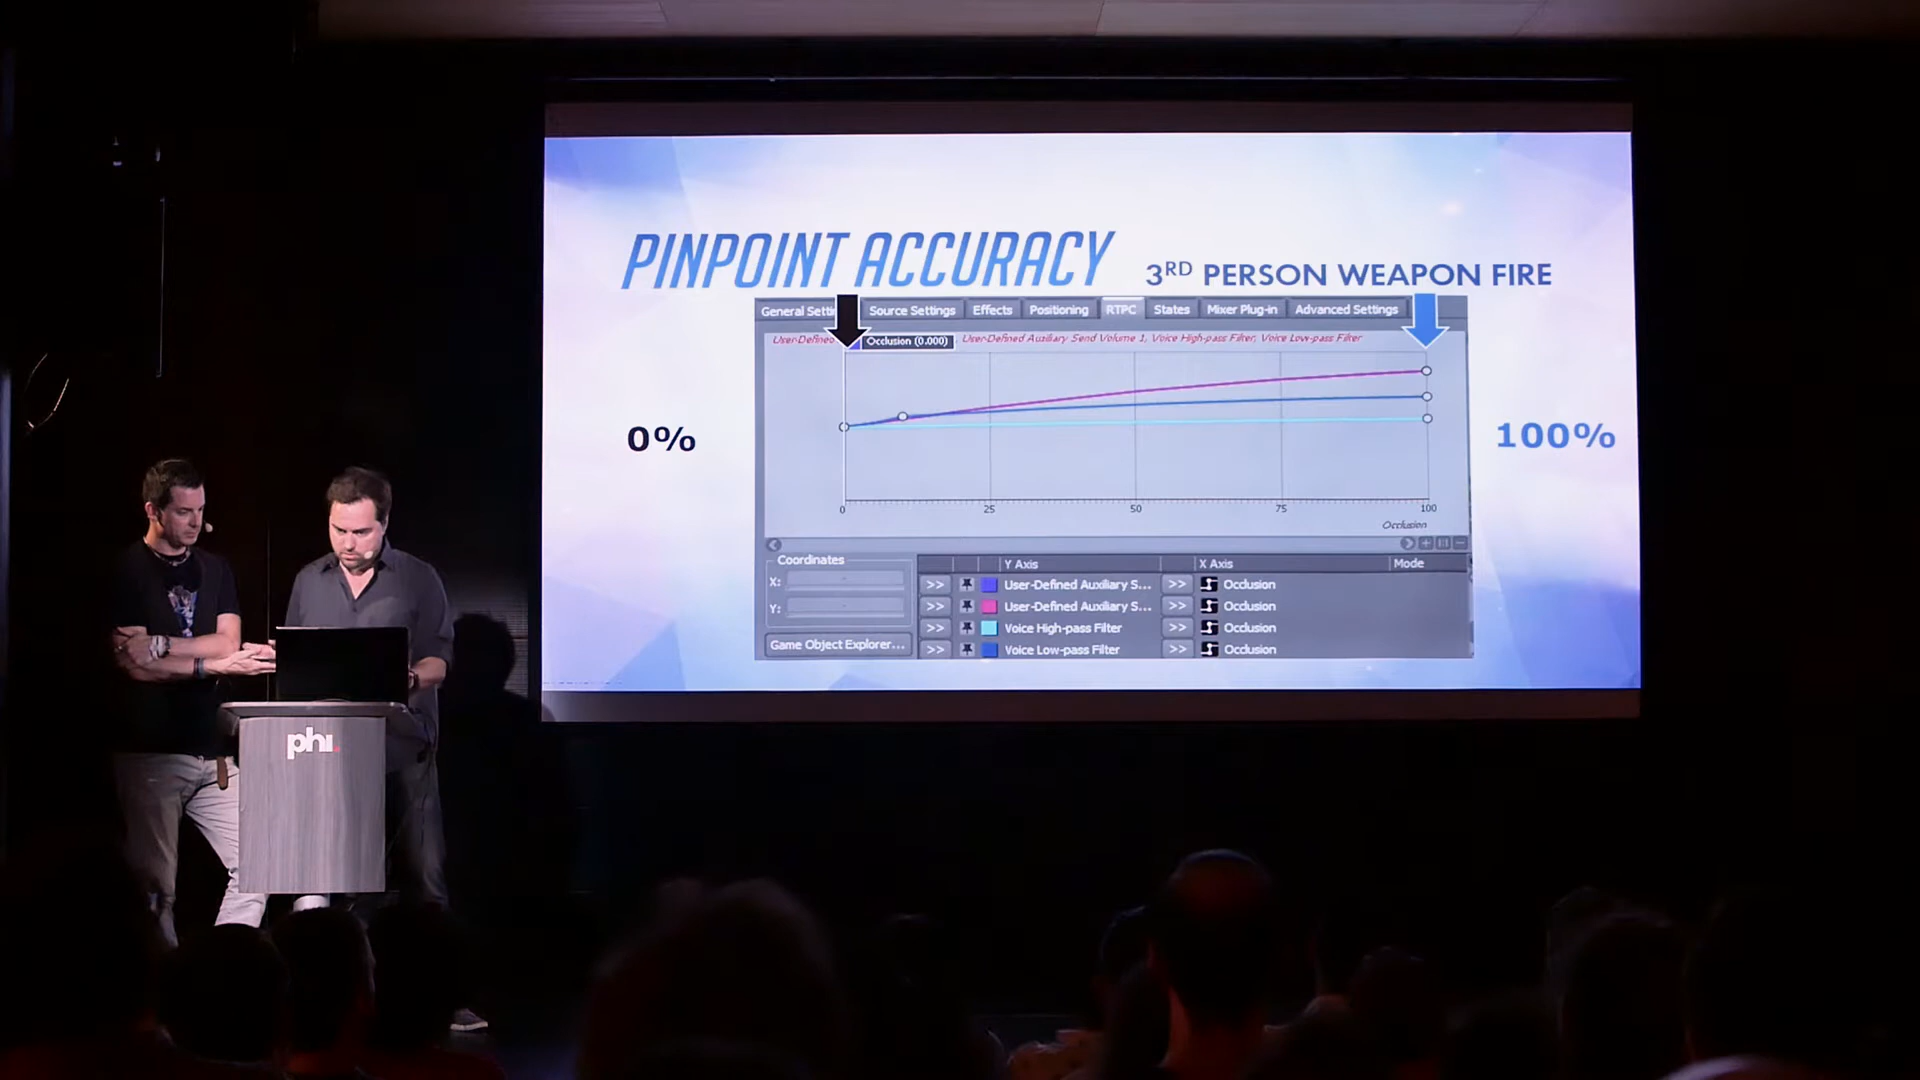 PINPOINT ACCURACY 3RD PERSON WEAPON FIRE
General Setti Source Settings Effects Positioning RTPC States Mixer Plug-in Advanced Settings
User-Defined Occlusion (0.000) User-Defined Auxiliary Send Volume 1, Voice High-pass Filter, Voice Low-pass Filter
0% 100%
0 25 50 75 100
Occlusion
Coordinates Y Axis X Axis Mode
X: >> User-Defined Auxiliary S... >> Occlusion
Y: >> User-Defined Auxiliary S... >> Occlusion
>> Voice High-pass Filter >> Occlusion
Game Object Explorer... >> Voice Low-pass Filter >> Occlusion
phi.